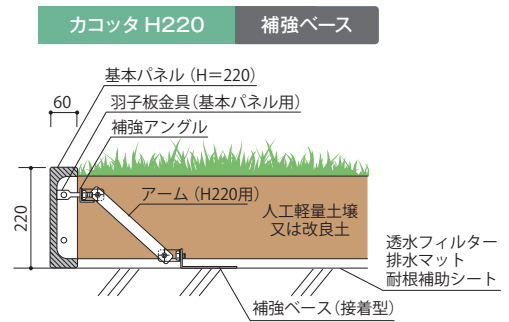 カコッタ H220 補強ベース
基本パネル（H＝220）
60
羽子板金具（基本パネル用）
補強アングル
アーム（H220用）
220
人工軽量土壌
又は改良土
透水フィルター
排水マット
耐根補助シート
補強ベース（接着型）